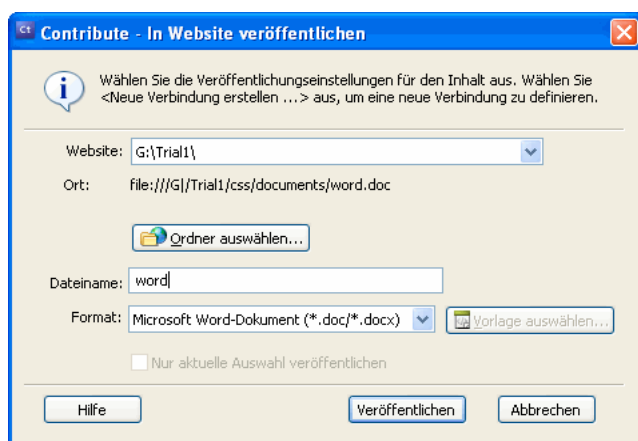 Ct Contribute - In Website veröffentlichen
Wählen Sie die Veröffentlichungseinstellungen für den Inhalt aus. Wählen Sie
<Neue Verbindung erstellen ...> aus, um eine neue Verbindung zu definieren.
Website: G:\Trial1\
Ort: file:///G|/Trial1/css/documents/word.doc
Ordner auswählen...
Dateiname: word
Format: Microsoft Word-Dokument (*.doc/*.docx) Vorlage auswählen...
Nur aktuelle Auswahl veröffentlichen
Hilfe Veröffentlichen Abbrechen